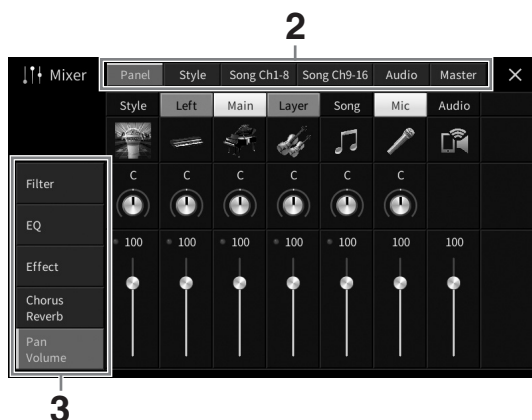 2
Mixer
Panel Style Song Ch1-8 Song Ch9-16 Audio Master
Style Left Main Layer Song Mic Audio
C C C C C C
100 100 100 100 100 100 100
Filter
EQ
Effect
Chorus
Reverb
Pan
Volume
3